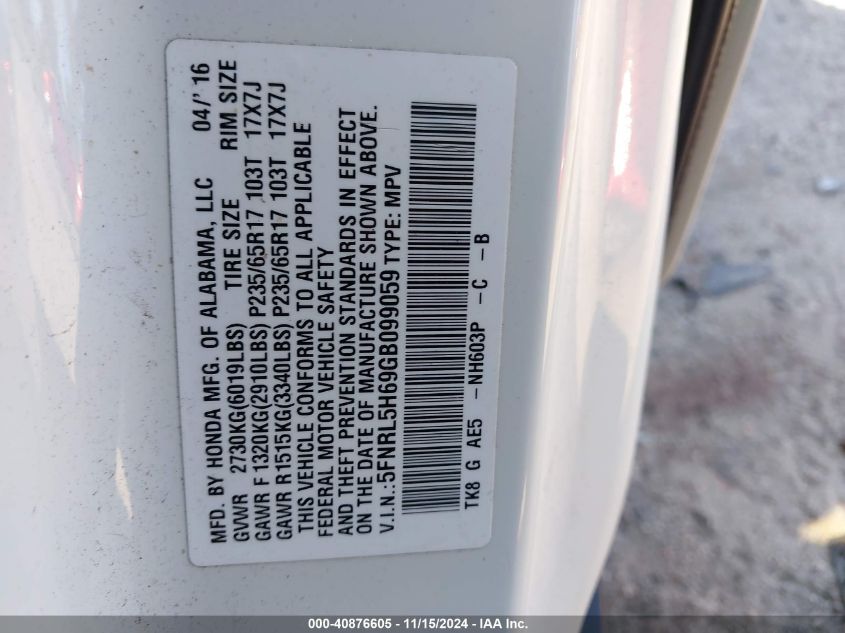 MFD. BY HONDA MFG. OF ALABAMA, LLC 04/' 16
GVWR 2730KG(6019LBS) TIRE SIZE RIM SIZE
GAWR F 1320KG(2910LBS) P235/65R17 103T 17X7J
GAWR R1515KG(3340LBS) P235/65R17 103T 17X7J
THIS VEHICLE CONFORMS TO ALL APPLICABLE
FEDERAL MOTOR VEHICLE SAFETY
AND THEFT PREVENTION STANDARDS IN EFFECT
ON THE DATE OF MANUFACTURE SHOWN ABOVE.
V.I.N.:5FNRL5H69GB099059 TYPE: MPV
TK8 G AE5 -NH603P -C -B
000-40876605 - 11/15/2024 - IAA Inc.